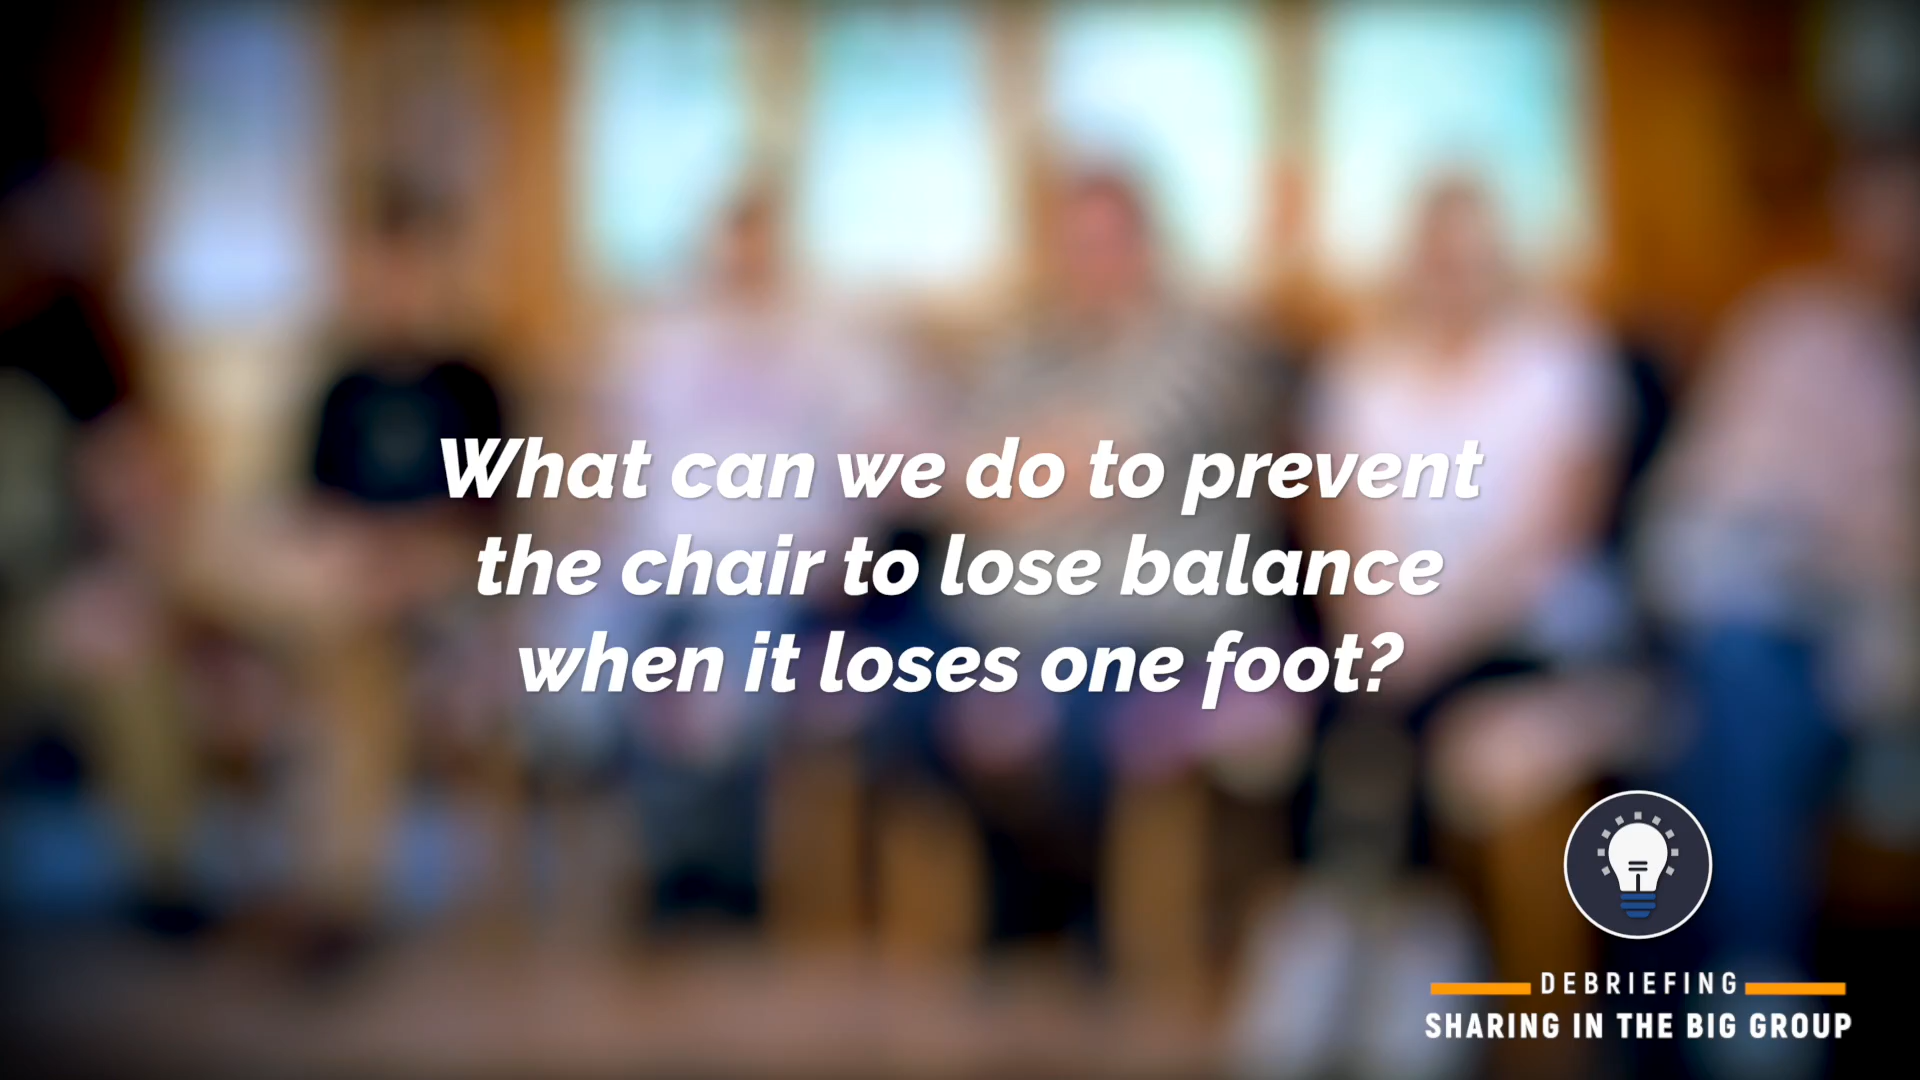 What can we do to prevent
the chair to lose balance
when it loses one foot?
DEBRIEFING
SHARING IN THE BIG GROUP